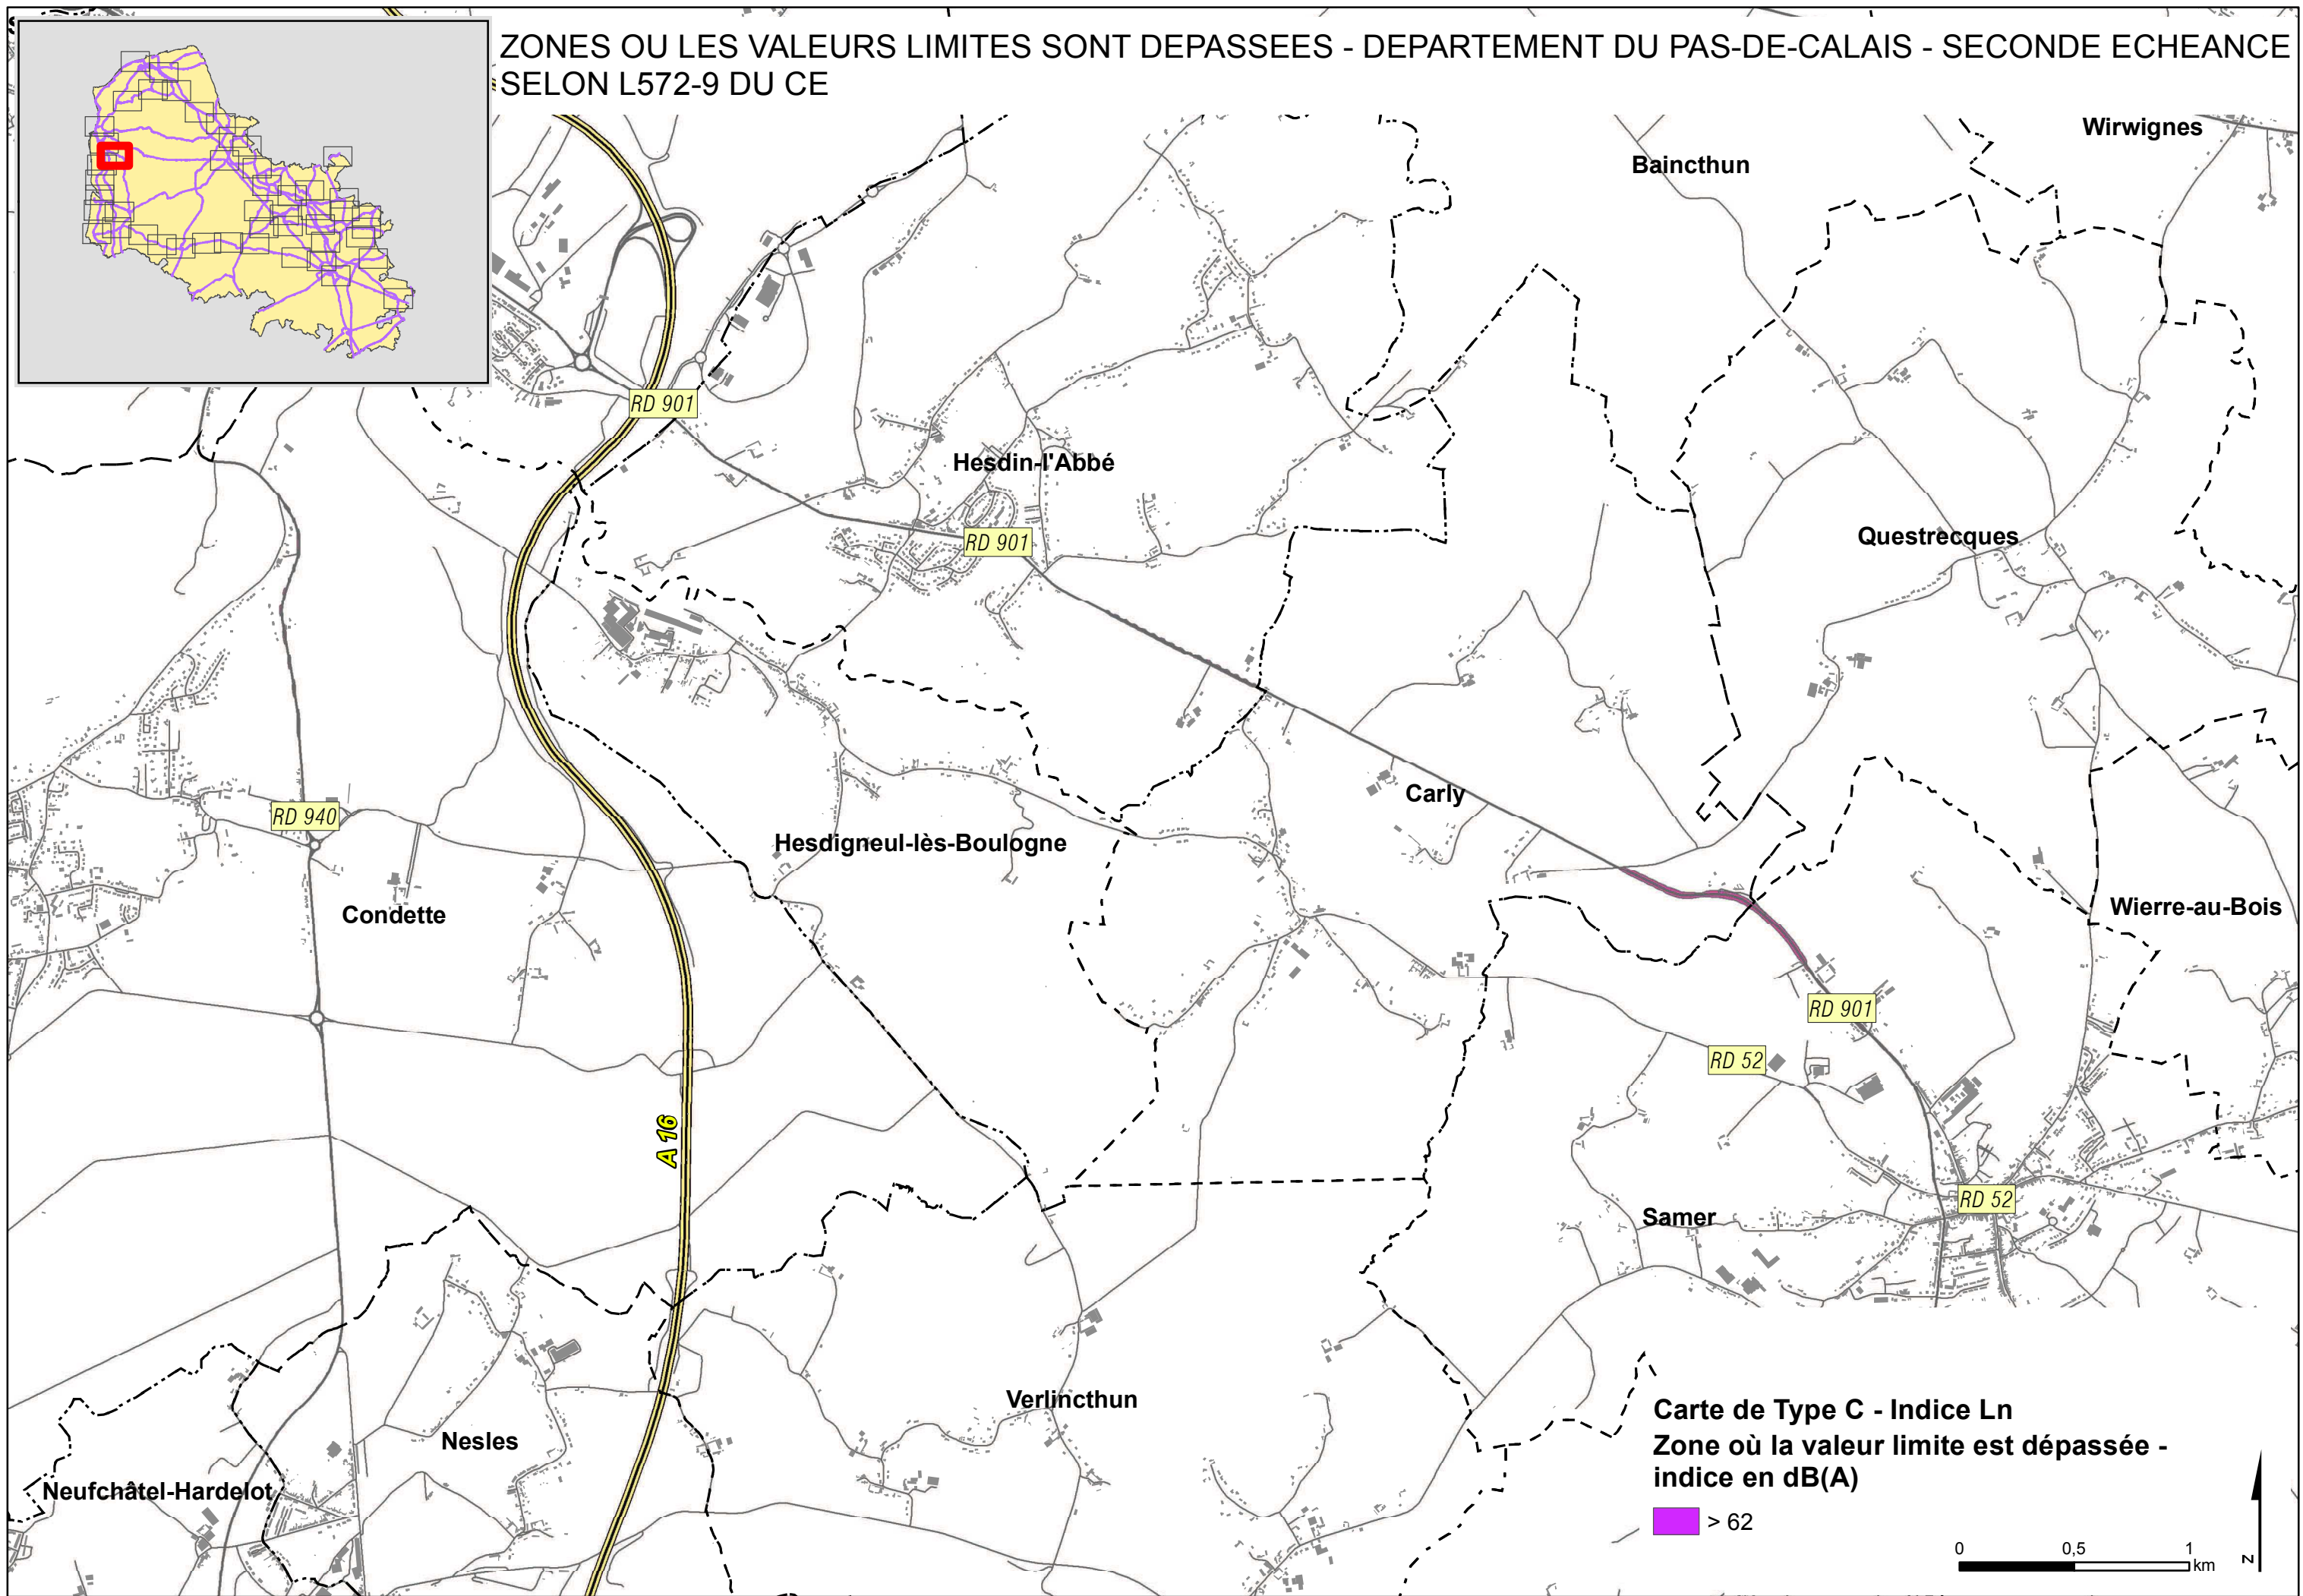 ZONES OU LES VALEURS LIMITES SONT DEPASSEES - DEPARTEMENT DU PAS-DE-CALAIS - SECONDE ECHEANCE
SELON L572-9 DU CE
Wirwignes
Baincthun
RD 901
Hesdin-l'Abbé
RD 901
Questrecques
Carly
RD 940
Hesdigneul-lès-Boulogne
Condette
Wierre-au-Bois
RD 901
RD 52
A 16
RD 52
Samer
Verlincthun
Nesles
Neufchâtel-Hardelot
Carte de Type C - Indice Ln
Zone où la valeur limite est dépassée -
indice en dB(A)
> 62
0 0,5 1
km
N